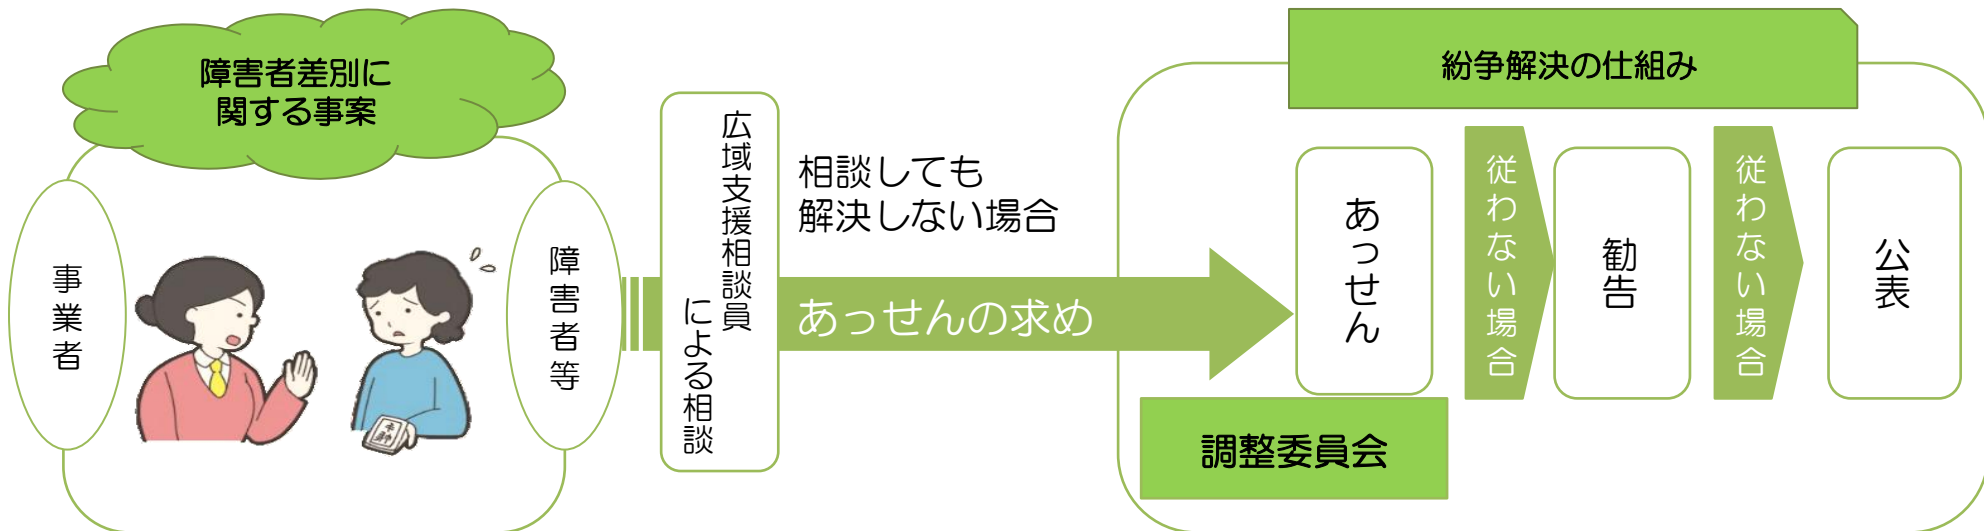 障害者差別に
関する事案
事業者
障害者等
広域支援相談員
による相談
相談しても
解決しない場合
あっせんの求め
紛争解決の仕組み
あっせん
調整委員会
従わない場合
勧告
従わない場合
公表